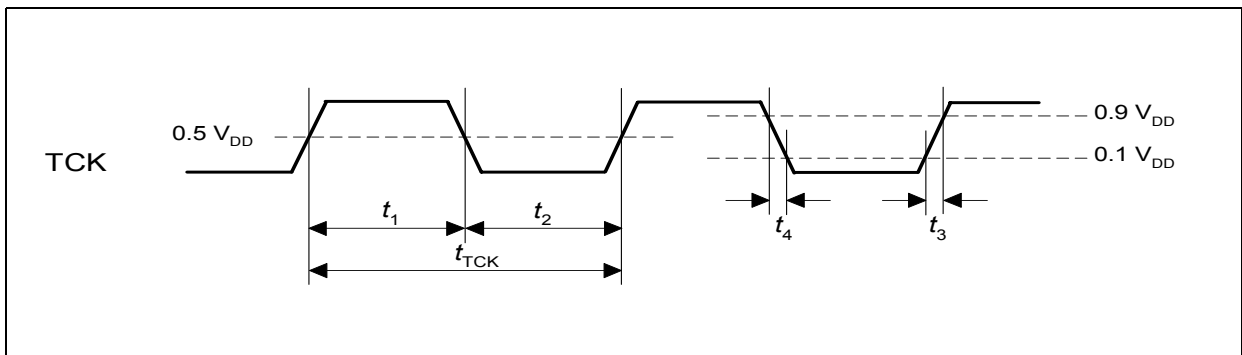 0.9 V_DD
0.5 V_DD
TCK
0.1 V_DD
t_1
t_2
t_4
t_3
t_TCK